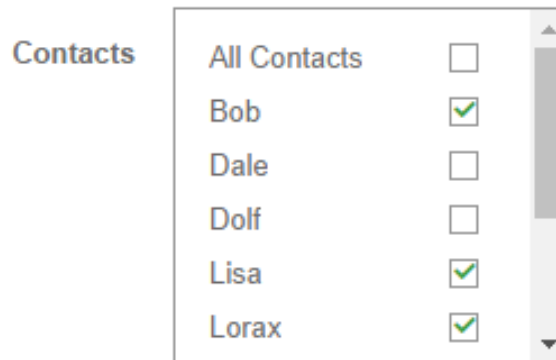 Contacts
All Contacts
Bob
Dale
Dolf
Lisa
Lorax